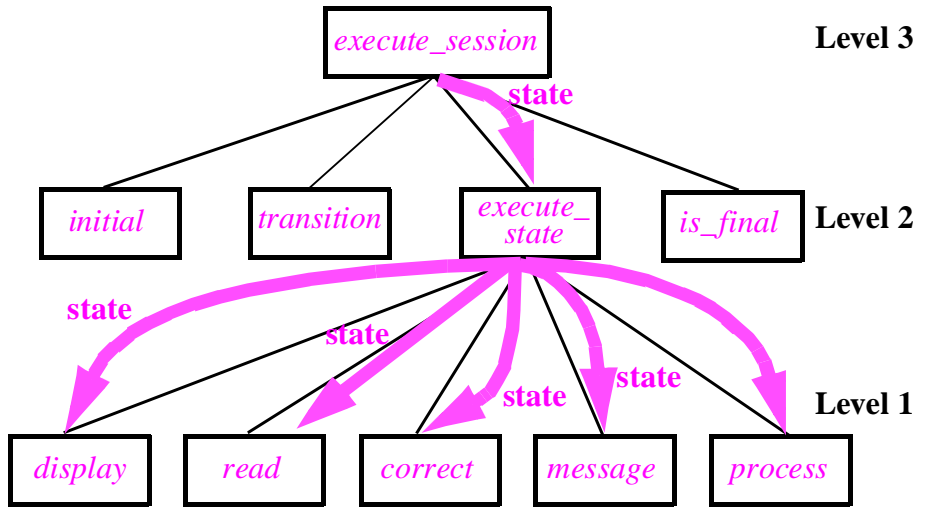 execute_session
Level 3
state
initial
transition
execute_
state
is_final
Level 2
state
state
state
state
Level 1
display
read
correct
message
process